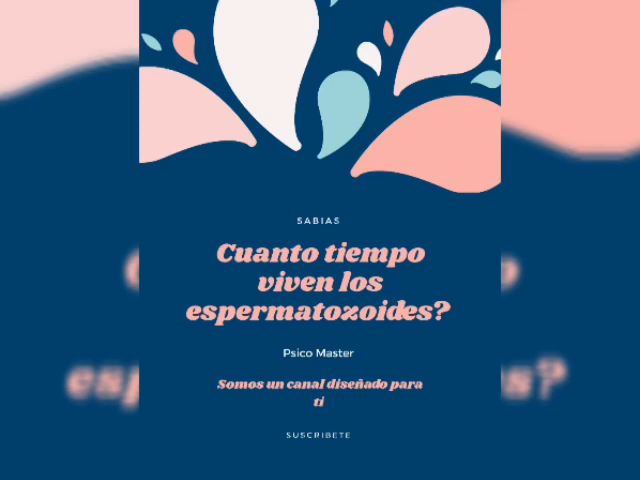 SABIAS
Cuanto tiempo
viven los
espermatozoides?
Psico Master
Somos un canal diseñado para
ti
SUSCRIBETE